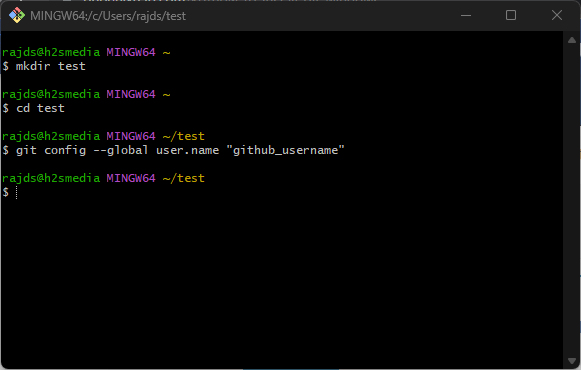 MINGW64:/c/Users/rajds/test
rajds@h2smedia MINGW64 ~
$ mkdir test
rajds@h2smedia MINGW64 ~
$ cd test
rajds@h2smedia MINGW64 ~/test
$ git config --global user.name "github_username"
rajds@h2smedia MINGW64 ~/test
$